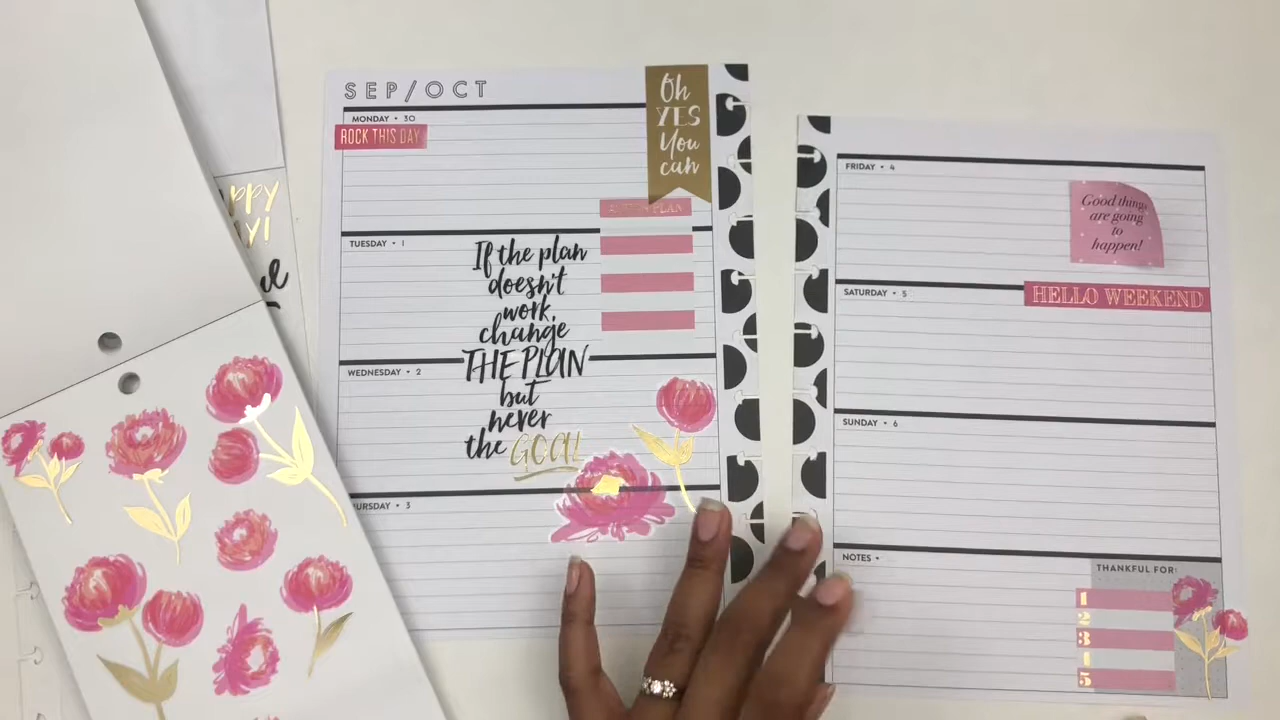 SEP/OCT
MONDAY • 30
ROCK THIS DAY
Oh
YES
You
can
PLAN
TUESDAY • 1
If the plan
doesn't
work,
change
THE PLAN
but
never
the GOAL
WEDNESDAY • 2
THURSDAY • 3
FRIDAY • 4
Good things
are going
to
happen!
SATURDAY • 5
HELLO WEEKEND
SUNDAY • 6
NOTES •
THANKFUL FOR:
1
2
3
4
5